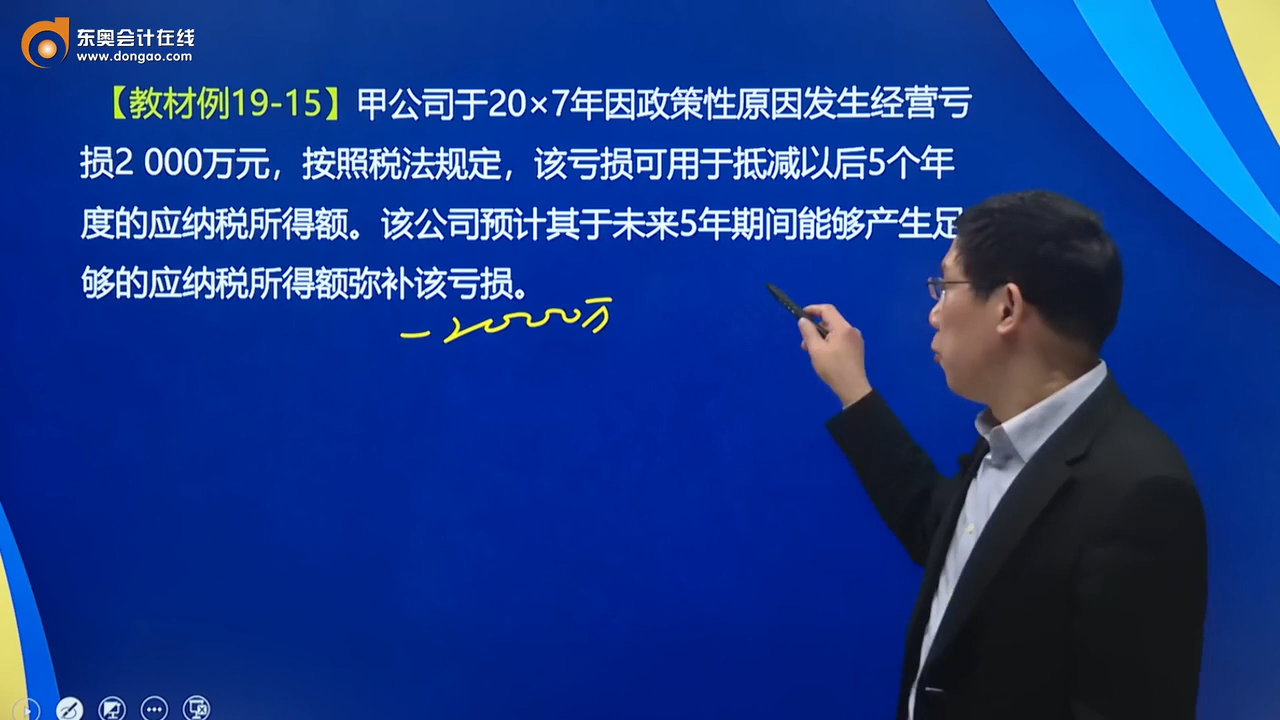 东奥会计在线
www.dongao.com
【教材例19-15】甲公司于20×7年因政策性原因发生经营亏
损2 000万元，按照税法规定，该亏损可用于抵减以后5个年
度的应纳税所得额。该公司预计其于未来5年期间能够产生足
够的应纳税所得额弥补该亏损。
-2000万